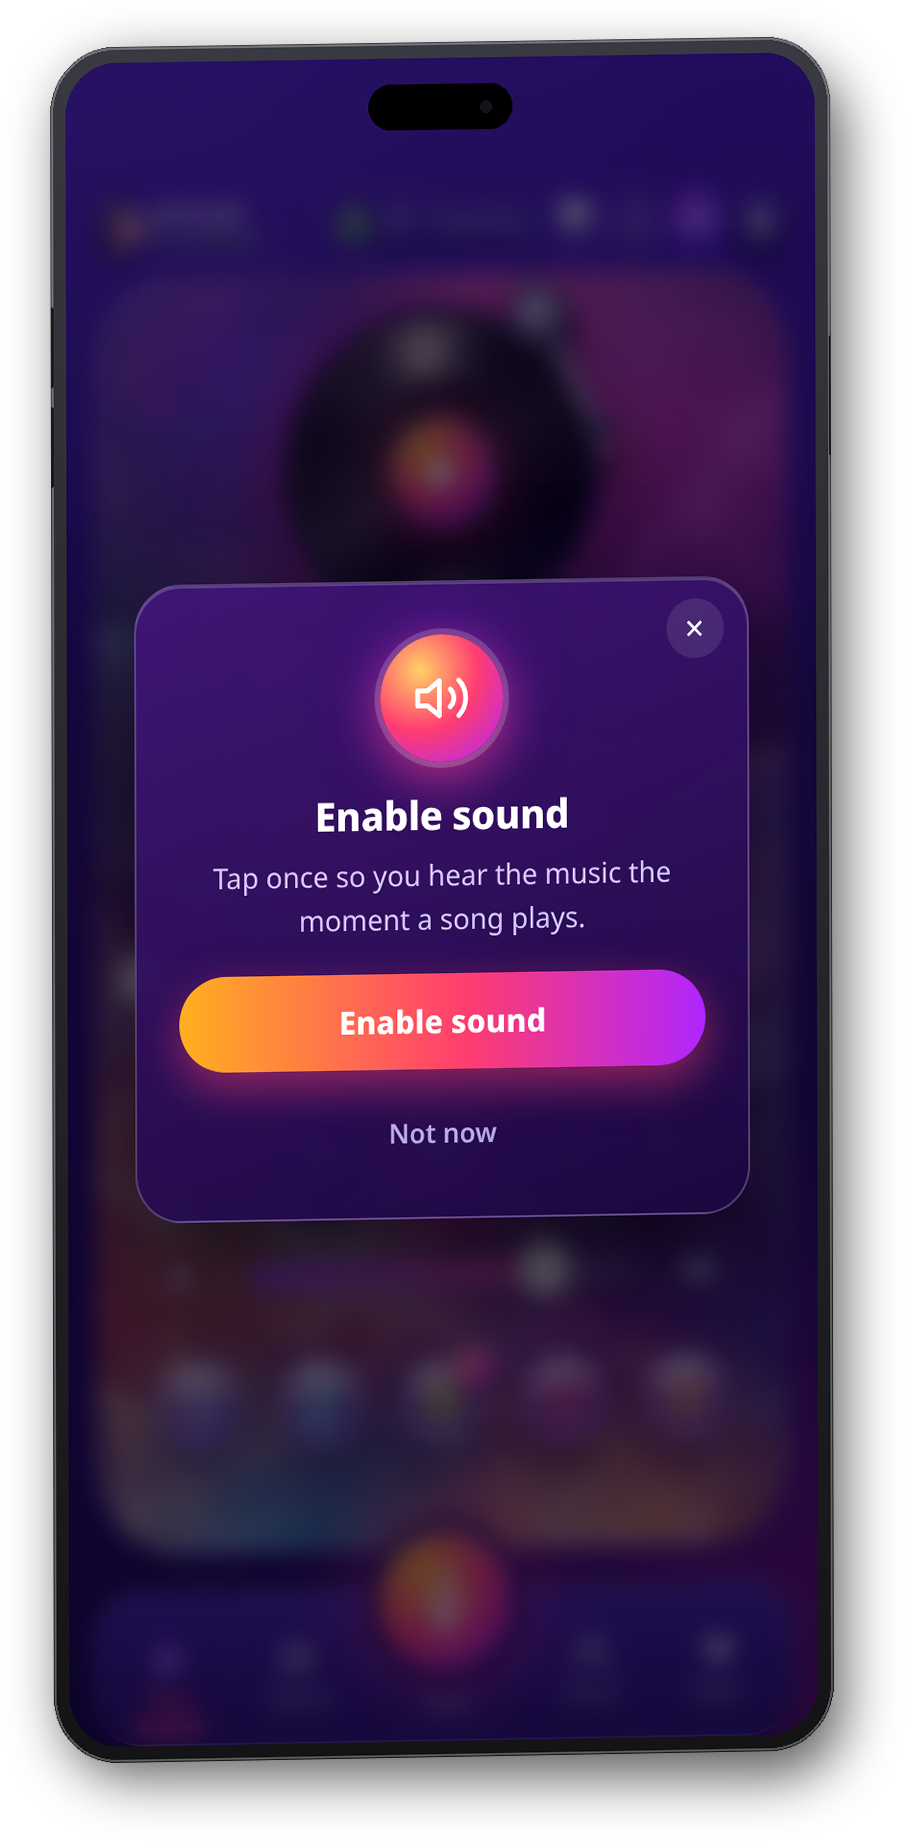 Enable sound
Tap once so you hear the music the
moment a song plays.
Enable sound
Not now